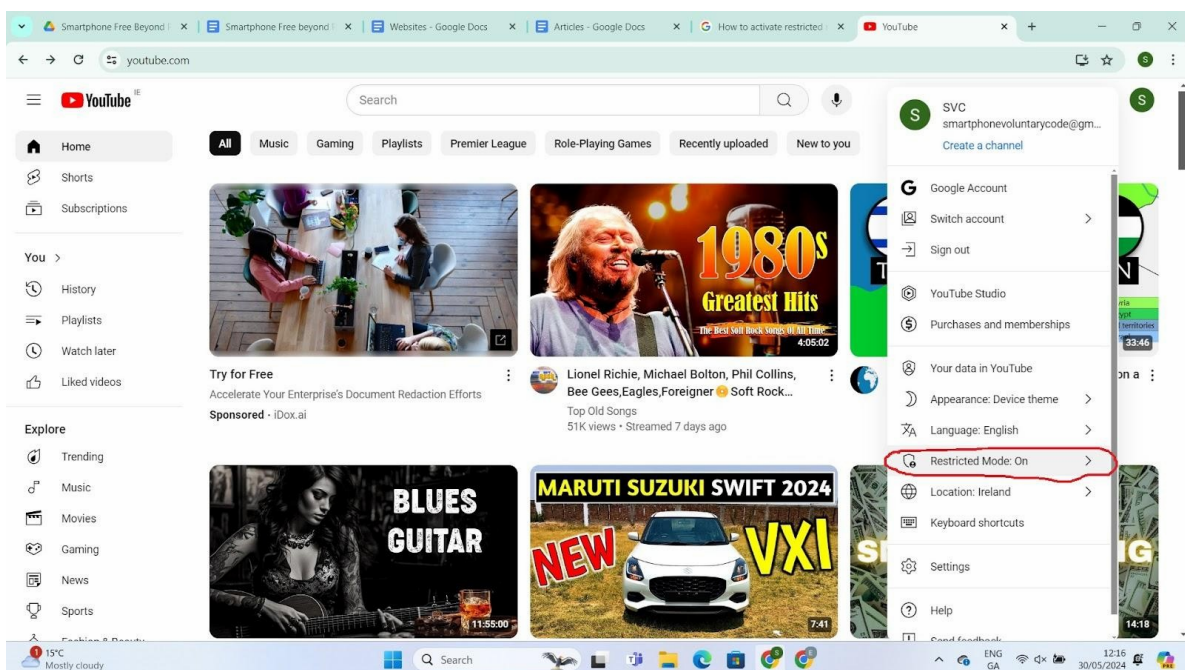 Smartphone Free Beyond
Smartphone Free beyond
Websites - Google Docs
Articles - Google Docs
How to activate restricted
YouTube
youtube.com
S
YouTube IE
Search
S
Home
Shorts
Subscriptions
You
History
Playlists
Watch later
Liked videos
Explore
Trending
Music
Movies
Gaming
News
Sports
Fashion & Beauty
All
Music
Gaming
Playlists
Premier League
Role-Playing Games
Recently uploaded
New to you
Try for Free
Accelerate Your Enterprise's Document Redaction Efforts
Sponsored • iDox.ai
1980s
Greatest Hits
The Best Soft Rock Songs Of All Time
4:05:02
Lionel Richie, Michael Bolton, Phil Collins,
Bee Gees,Eagles,Foreigner Soft Rock...
Top Old Songs
51K views • Streamed 7 days ago
T
N
territories
33:46
on a
BLUES
GUITAR
11:55:00
MARUTI SUZUKI SWIFT 2024
NEW
VXI
7:41
S
IG
14:18
S
SVC
smartphonevoluntarycode@gm...
Create a channel
Google Account
Switch account
Sign out
YouTube Studio
Purchases and memberships
Your data in YouTube
Appearance: Device theme
Language: English
Restricted Mode: On
Location: Ireland
Keyboard shortcuts
Settings
Help
Send feedback
1
15°C
Mostly cloudy
Search
ENG
GA
12:16
30/05/2024